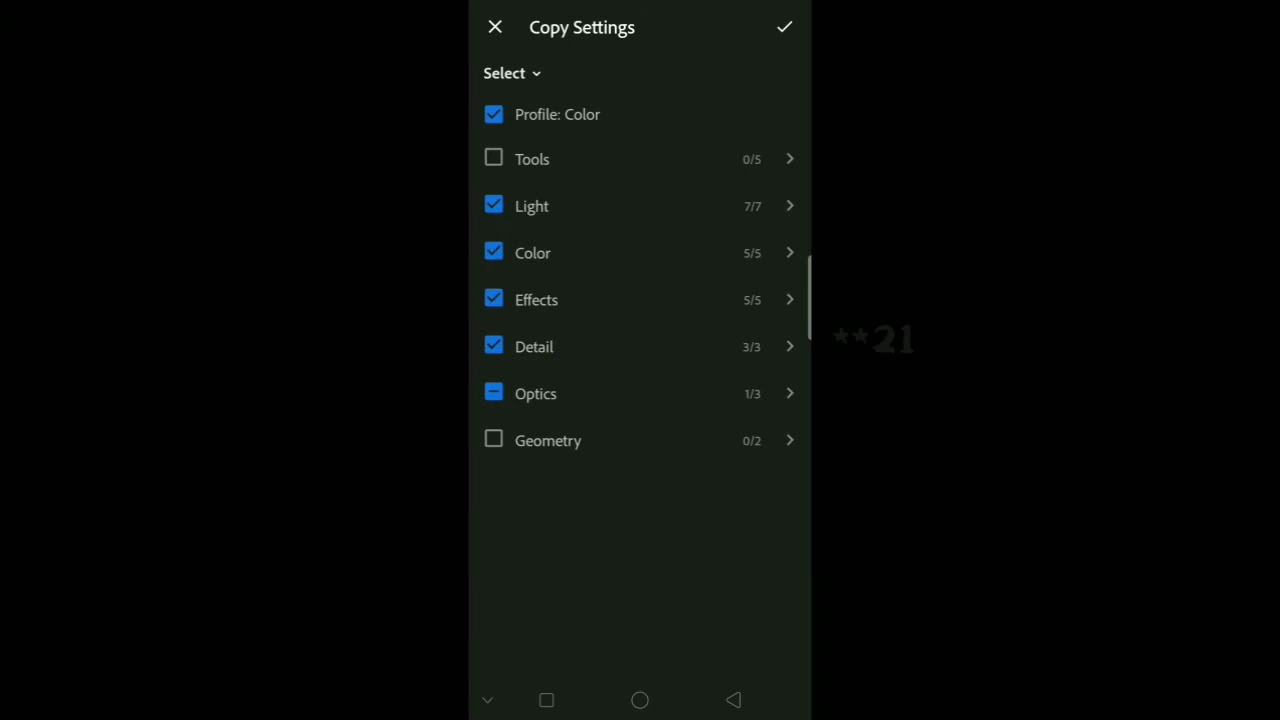 Copy Settings
Select
Profile: Color
Tools 0/5
Light 7/7
Color 5/5
Effects 5/5
Detail 3/3
Optics 1/3
Geometry 0/2
**21